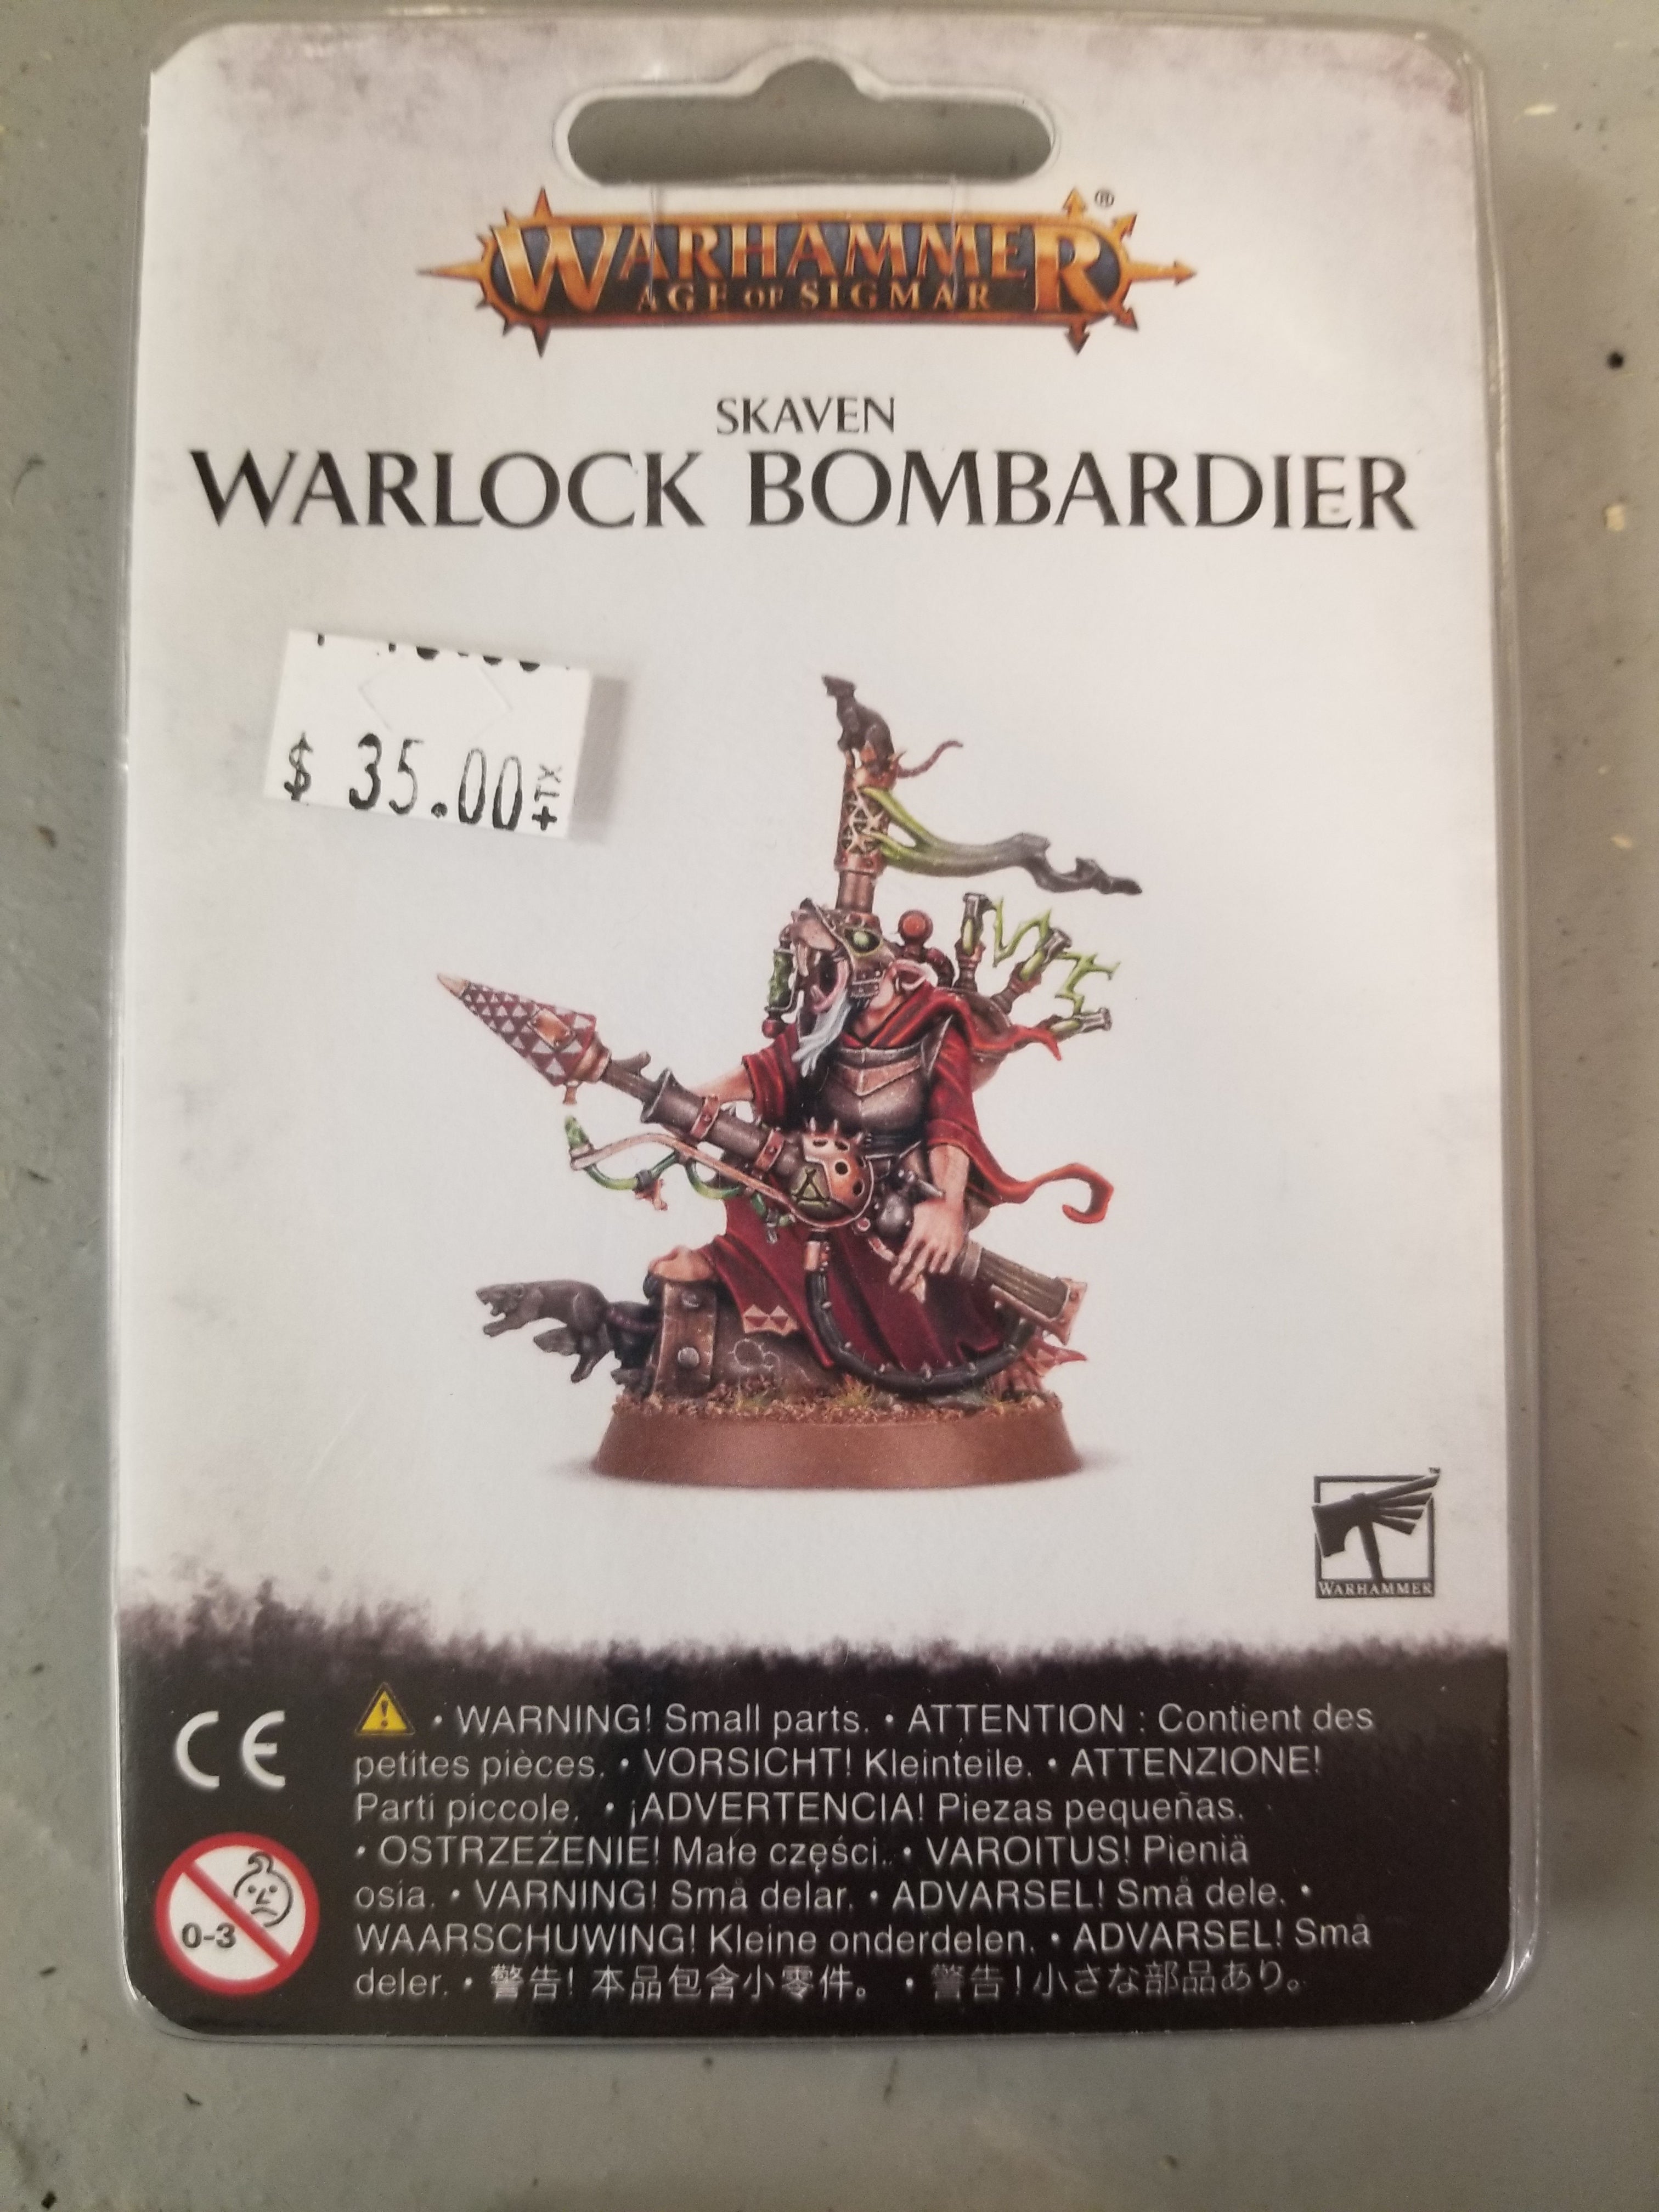 WARHAMMER ®
AGE OF SIGMAR
SKAVEN
WARLOCK BOMBARDIER
$ 35.00+TX
™
WARHAMMER
CE
• WARNING! Small parts. • ATTENTION : Contient des
petites pièces. • VORSICHT! Kleinteile. • ATTENZIONE!
Parti piccole. • ¡ADVERTENCIA! Piezas pequeñas.
• OSTRZEŻENIE! Małe części. • VAROITUS! Pieniä
osia. • VARNING! Små delar. • ADVARSEL! Små dele. •
WAARSCHUWING! Kleine onderdelen. • ADVARSEL! Små
deler. • 警告! 本品包含小零件。 • 警告!小さな部品あり。
0-3